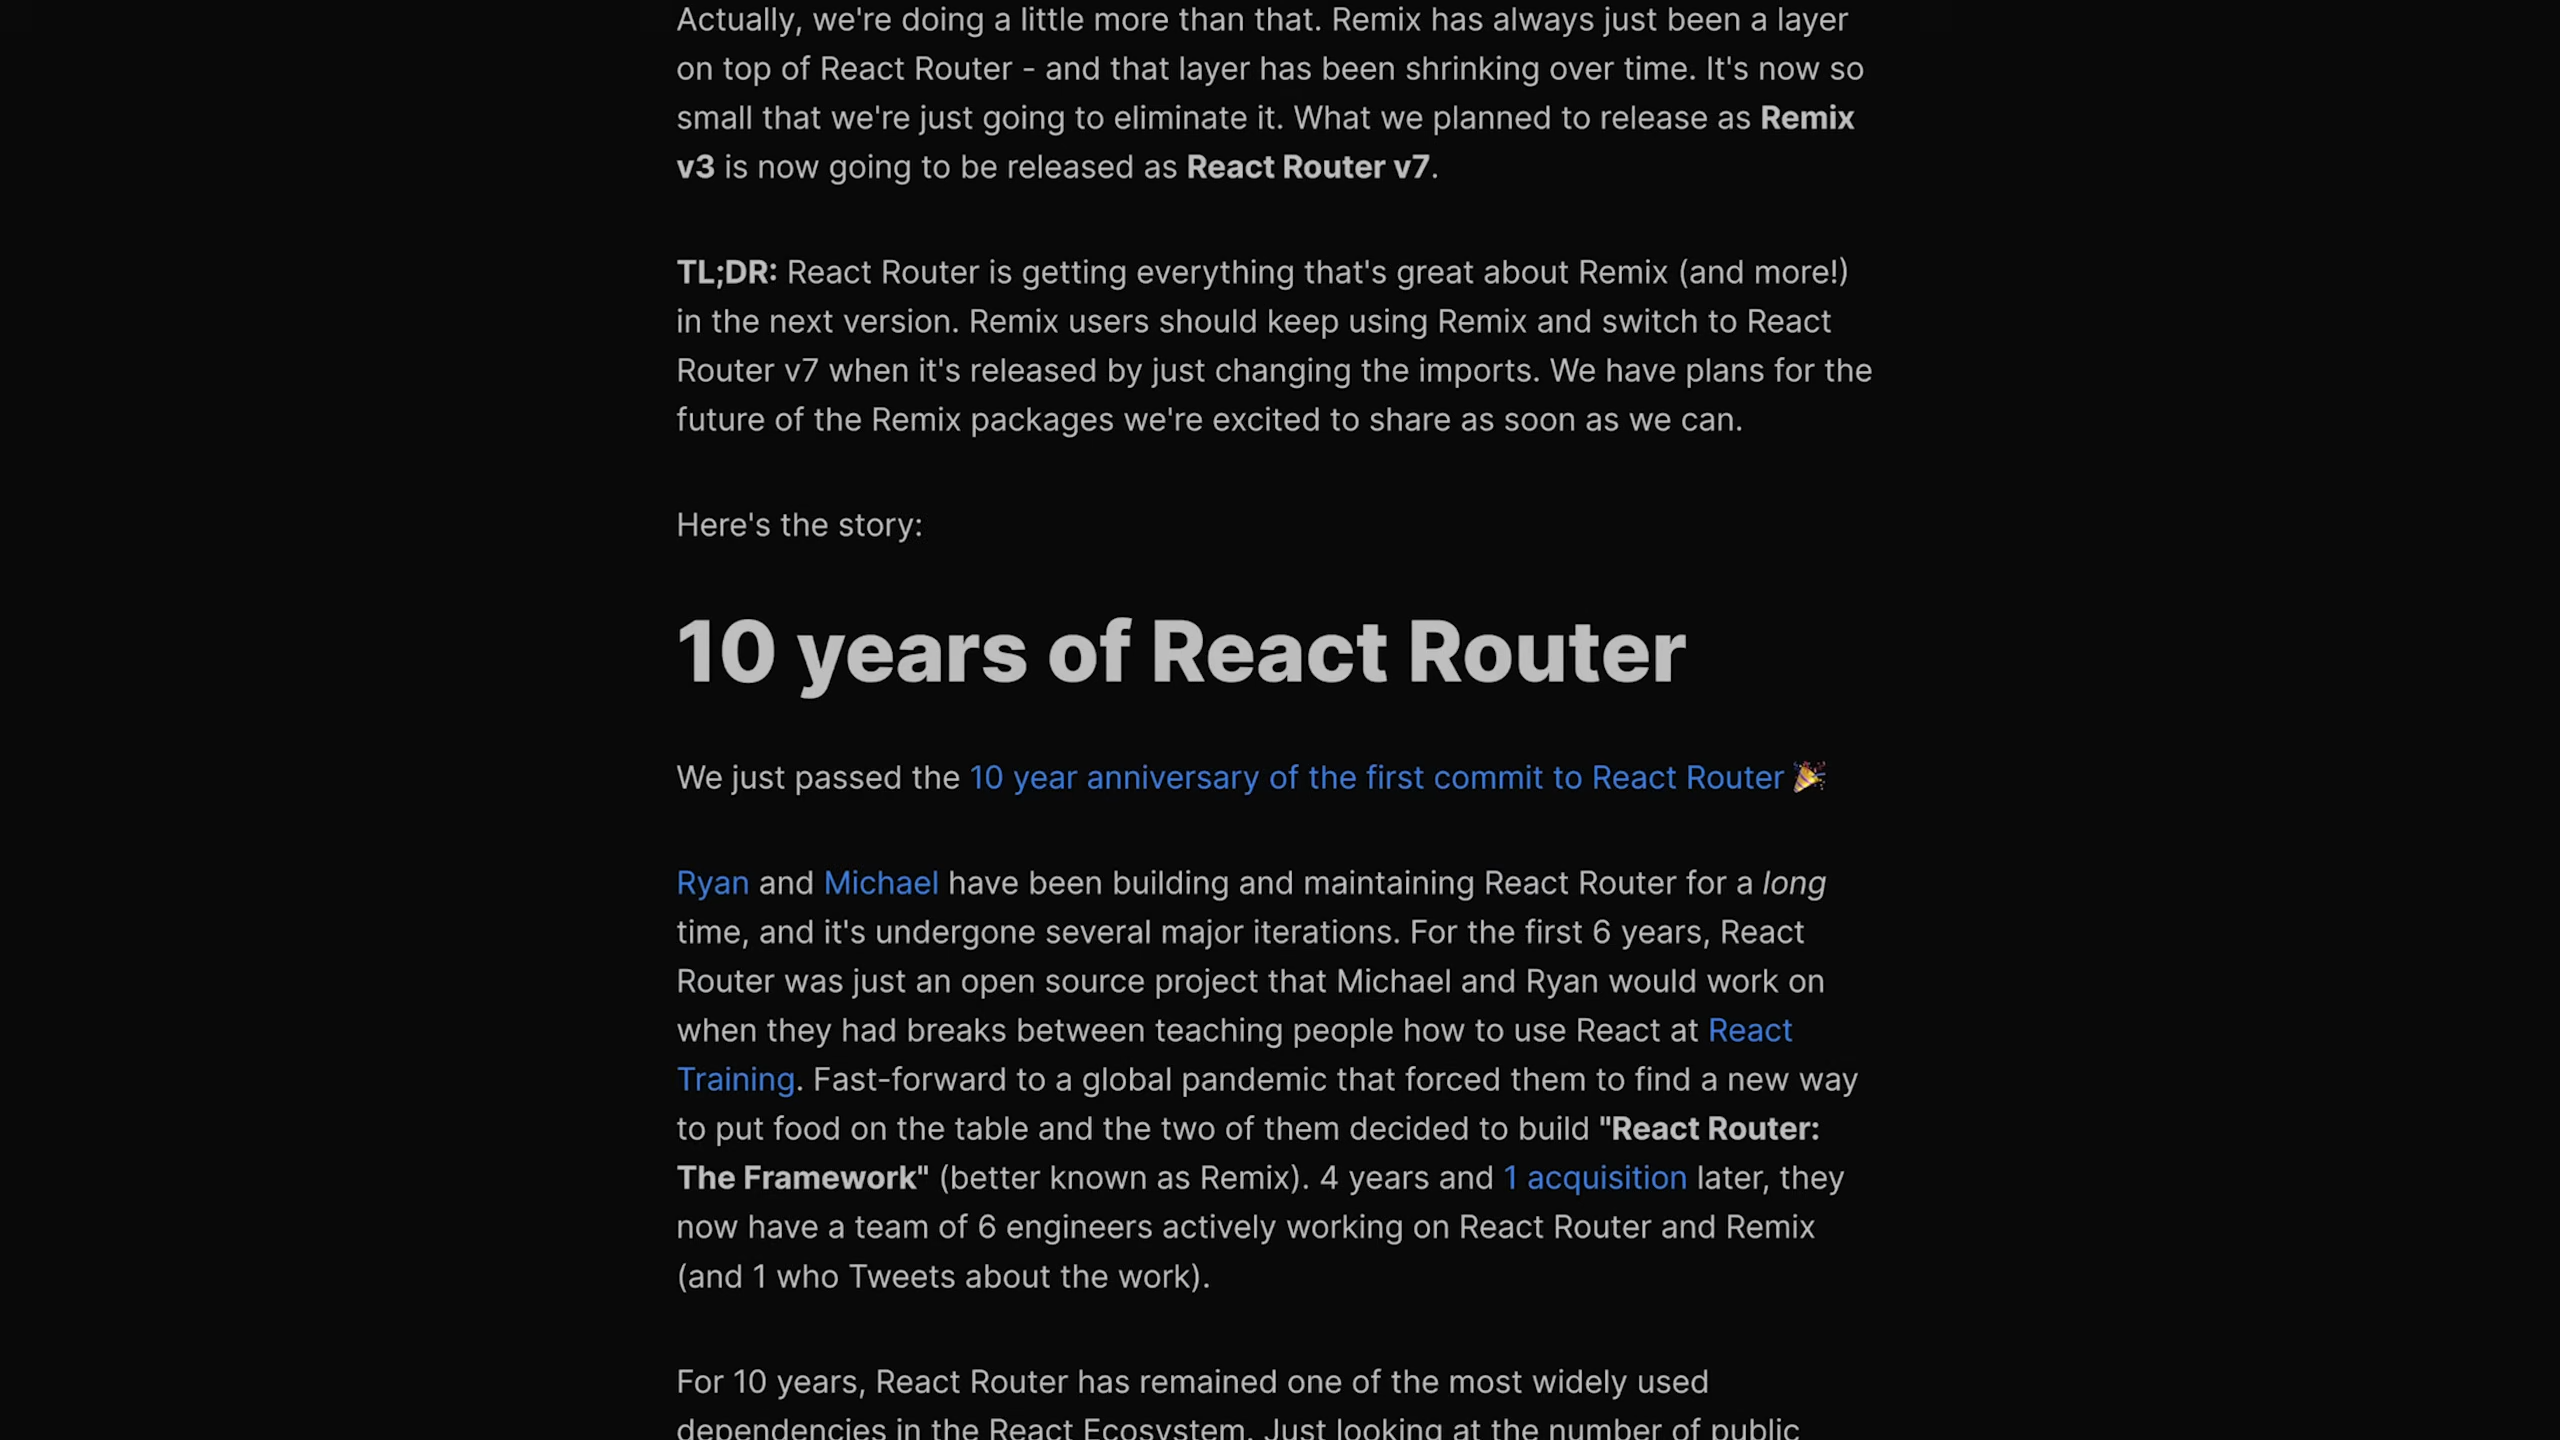 Actually, we're doing a little more than that. Remix has always just been a layer
on top of React Router - and that layer has been shrinking over time. It's now so
small that we're just going to eliminate it. What we planned to release as Remix
v3 is now going to be released as React Router v7.
TL;DR: React Router is getting everything that's great about Remix (and more!)
in the next version. Remix users should keep using Remix and switch to React
Router v7 when it's released by just changing the imports. We have plans for the
future of the Remix packages we're excited to share as soon as we can.
Here's the story:
10 years of React Router
We just passed the 10 year anniversary of the first commit to React Router 🎉
Ryan and Michael have been building and maintaining React Router for a long
time, and it's undergone several major iterations. For the first 6 years, React
Router was just an open source project that Michael and Ryan would work on
when they had breaks between teaching people how to use React at React
Training. Fast-forward to a global pandemic that forced them to find a new way
to put food on the table and the two of them decided to build "React Router:
The Framework" (better known as Remix). 4 years and 1 acquisition later, they
now have a team of 6 engineers actively working on React Router and Remix
(and 1 who Tweets about the work).
For 10 years, React Router has remained one of the most widely used
dependencies in the React Ecosystem. Just looking at the number of public